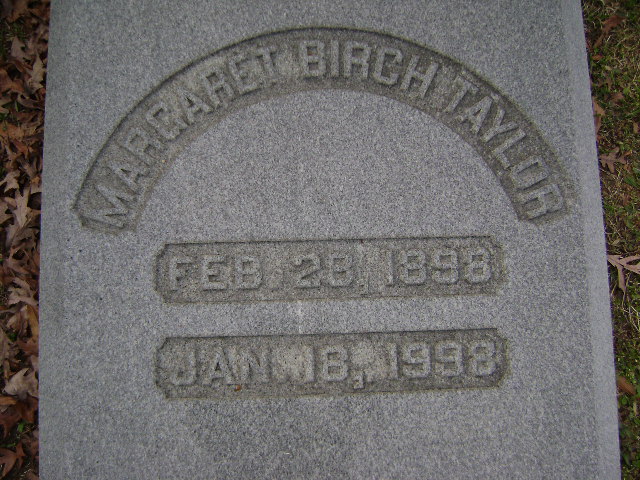 MARGARET BIRCH TAYLOR
FEB 28, 1898
JAN 18, 1998